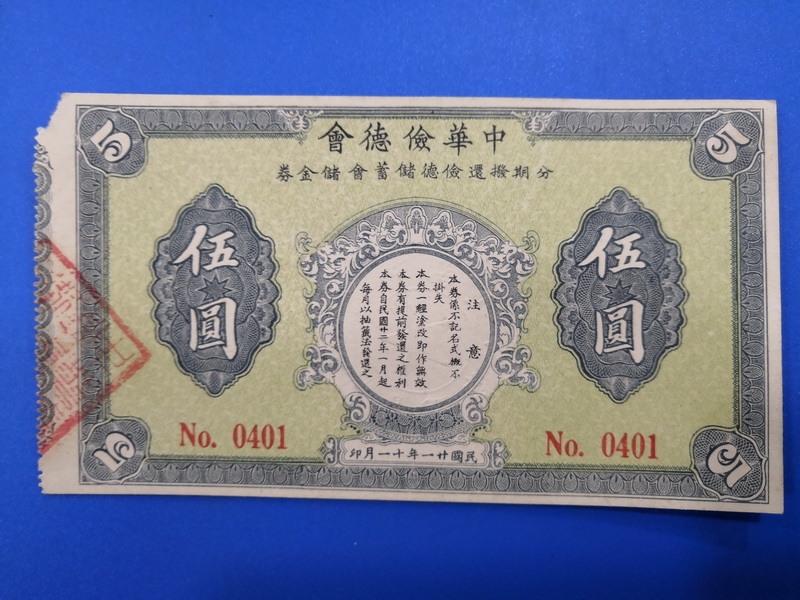 中華儉德會
分期撥還儉德儲蓄會儲金券
5
5
伍圓
伍圓
注意
本券係不記名式概不
掛失
本券一經塗改即作無效
本券有提前發還之權利
本券自民國廿二年一月起
每月以抽籤法發還之
No. 0401
No. 0401
民國廿一年十一月印
5
5